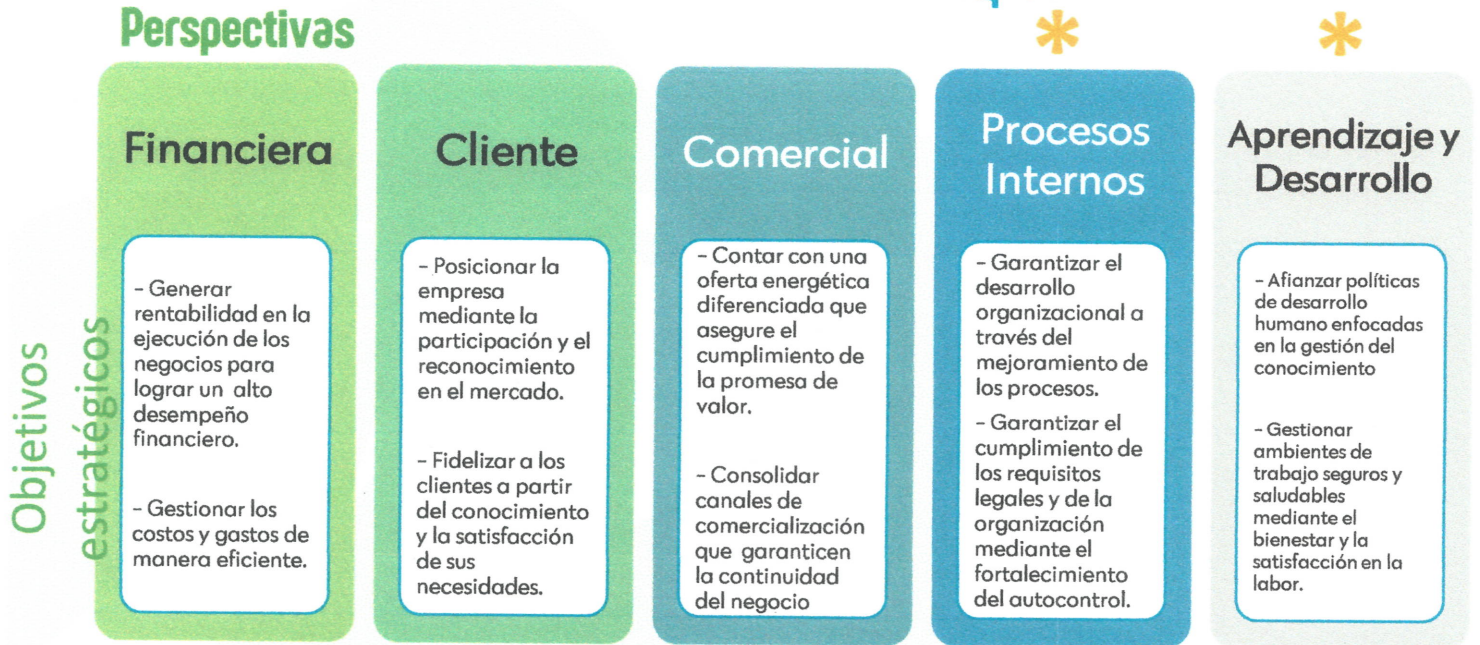 Perspectivas
*
*
Financiera
- Generar
rentabilidad en la
ejecución de los
negocios para
lograr un alto
desempeño
financiero.
- Gestionar los
costos y gastos de
manera eficiente.
Cliente
- Posicionar la
empresa
mediante la
participación y el
reconocimiento
en el mercado.
- Fidelizar a los
clientes a partir
del conocimiento
y la satisfacción
de sus
necesidades.
Comercial
- Contar con una
oferta energética
diferenciada que
asegure el
cumplimiento de
la promesa de
valor.
- Consolidar
canales de
comercialización
que garanticen
la continuidad
del negocio
Procesos
Internos
- Garantizar el
desarrollo
organizacional a
través del
mejoramiento de
los procesos.
- Garantizar el
cumplimiento de
los requisitos
legales y de la
organización
mediante el
fortalecimiento
del autocontrol.
Aprendizaje y
Desarrollo
- Afianzar políticas
de desarrollo
humano enfocadas
en la gestión del
conocimiento
- Gestionar
ambientes de
trabajo seguros y
saludables
mediante el
bienestar y la
satisfacción en la
labor.
Objetivos
estratégicos